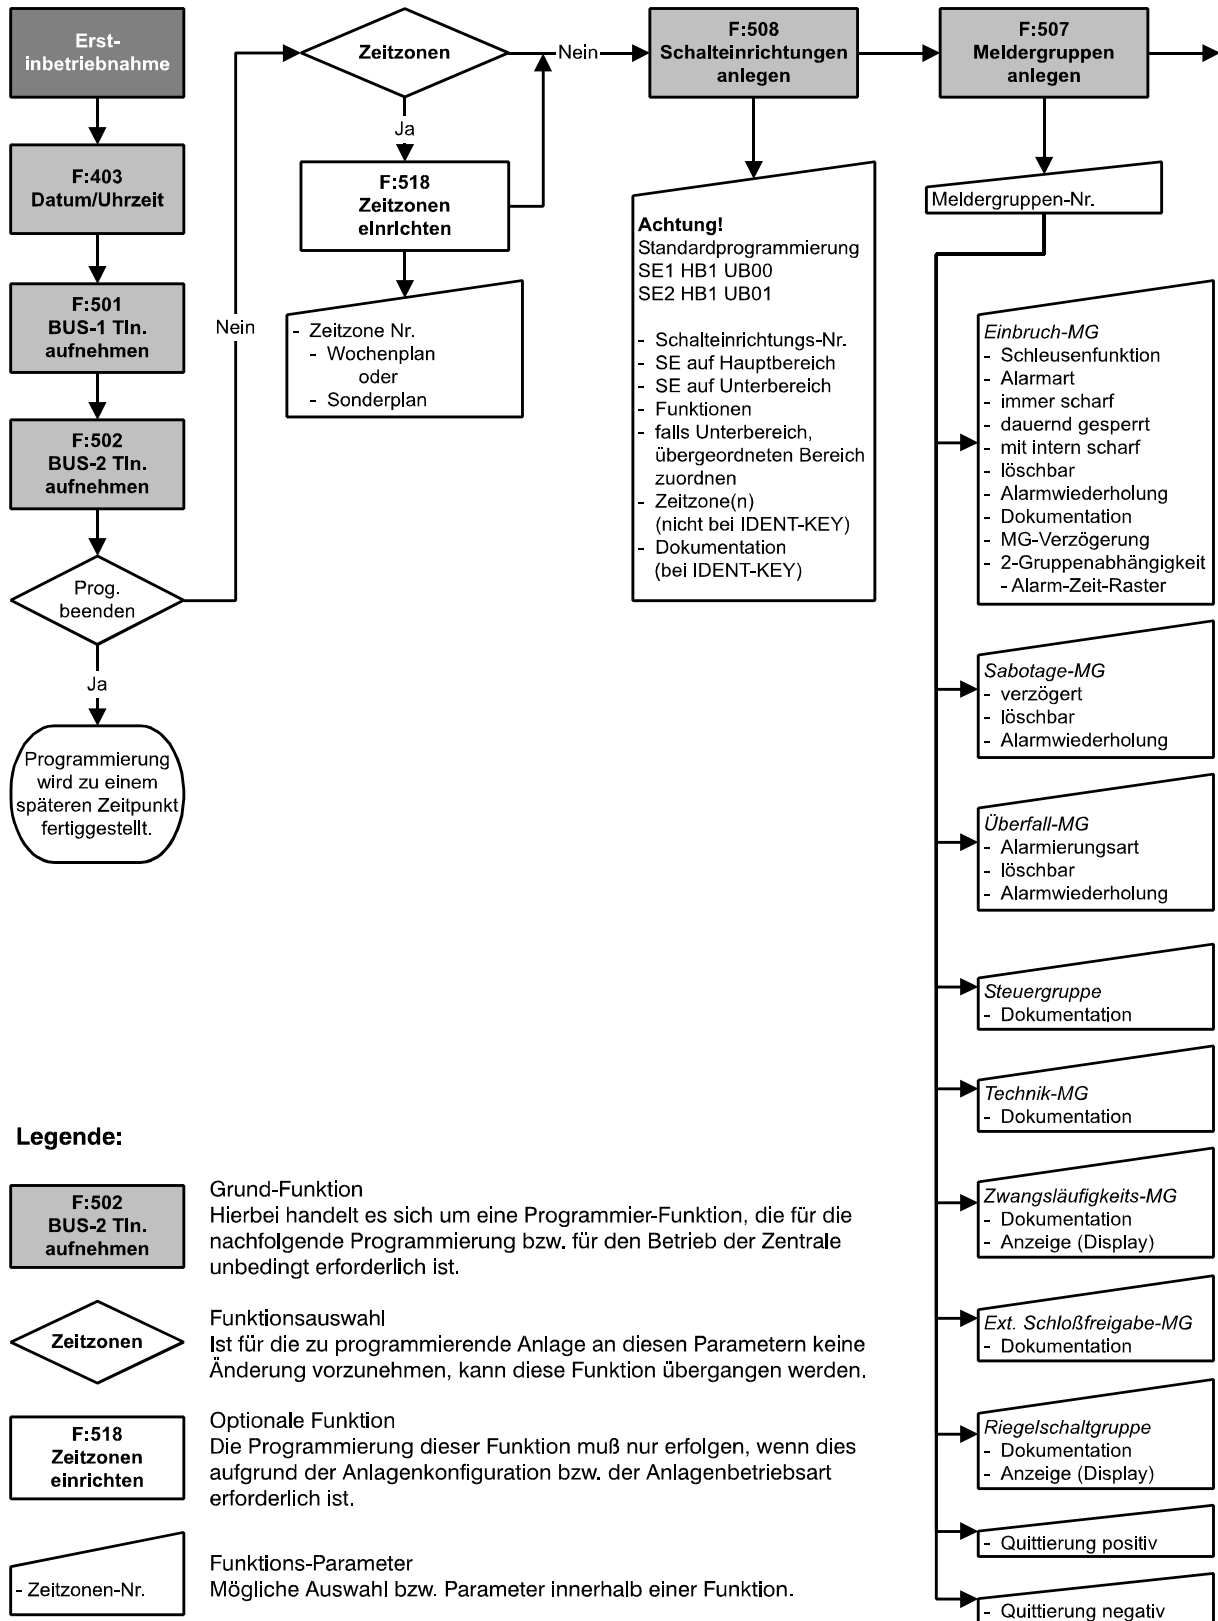 Erst-
inbetriebnahme
F:403
Datum/Uhrzeit
F:501
BUS-1 Tln.
aufnehmen
F:502
BUS-2 Tln.
aufnehmen
Prog.
beenden
Nein
Ja
Programmierung
wird zu einem
späteren Zeitpunkt
fertiggestellt.
Zeitzonen
Nein
Ja
F:518
Zeitzonen
einrichten
- Zeitzone Nr.
- Wochenplan
oder
- Sonderplan
F:508
Schalteinrichtungen
anlegen
Achtung!
Standardprogrammierung
SE1 HB1 UB00
SE2 HB1 UB01
- Schalteinrichtungs-Nr.
- SE auf Hauptbereich
- SE auf Unterbereich
- Funktionen
- falls Unterbereich,
übergeordneten Bereich
zuordnen
- Zeitzone(n)
(nicht bei IDENT-KEY)
- Dokumentation
(bei IDENT-KEY)
F:507
Meldergruppen
anlegen
Meldergruppen-Nr.
Einbruch-MG
- Schleusenfunktion
- Alarmart
- immer scharf
- dauernd gesperrt
- mit intern scharf
- löschbar
- Alarmwiederholung
- Dokumentation
- MG-Verzögerung
- 2-Gruppenabhängigkeit
- Alarm-Zeit-Raster
Sabotage-MG
- verzögert
- löschbar
- Alarmwiederholung
Überfall-MG
- Alarmierungsart
- löschbar
- Alarmwiederholung
Steuergruppe
- Dokumentation
Technik-MG
- Dokumentation
Zwangsläufigkeits-MG
- Dokumentation
- Anzeige (Display)
Ext. Schloßfreigabe-MG
- Dokumentation
Riegelschaltgruppe
- Dokumentation
- Anzeige (Display)
- Quittierung positiv
- Quittierung negativ
Legende:
F:502
BUS-2 Tln.
aufnehmen
Grund-Funktion
Hierbei handelt es sich um eine Programmier-Funktion, die für die
nachfolgende Programmierung bzw. für den Betrieb der Zentrale
unbedingt erforderlich ist.
Zeitzonen
Funktionsauswahl
Ist für die zu programmierende Anlage an diesen Parametern keine
Änderung vorzunehmen, kann diese Funktion übergangen werden.
F:518
Zeitzonen
einrichten
Optionale Funktion
Die Programmierung dieser Funktion muß nur erfolgen, wenn dies
aufgrund der Anlagenkonfiguration bzw. der Anlagenbetriebsart
erforderlich ist.
- Zeitzonen-Nr.
Funktions-Parameter
Mögliche Auswahl bzw. Parameter innerhalb einer Funktion.